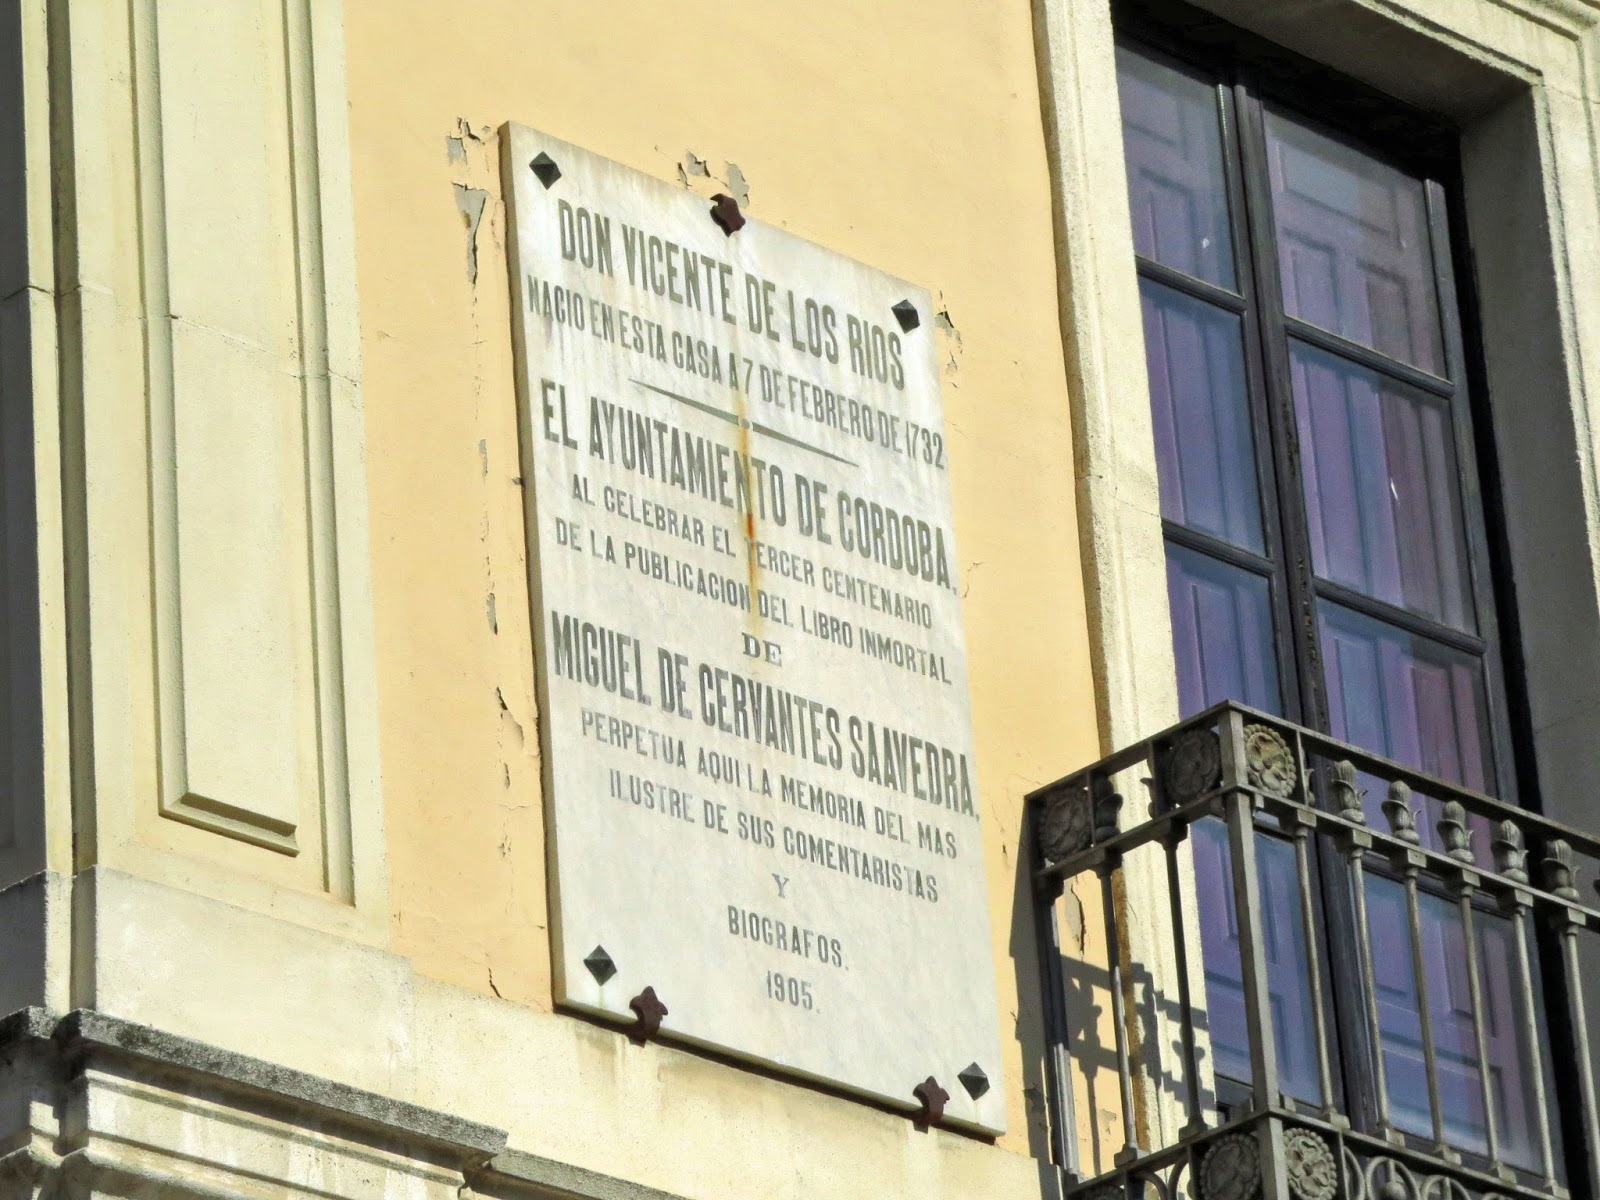 DON VICENTE DE LOS RIOS
NACIO EN ESTA CASA A 7 DE FEBRERO DE 1732
EL AYUNTAMIENTO DE CORDOBA,
AL CELEBRAR EL TERCER CENTENARIO
DE LA PUBLICACION DEL LIBRO INMORTAL
DE
MIGUEL DE CERVANTES SAAVEDRA,
PERPETUA AQUI LA MEMORIA DEL MAS
ILUSTRE DE SUS COMENTARISTAS
Y
BIOGRAFOS.
1905.